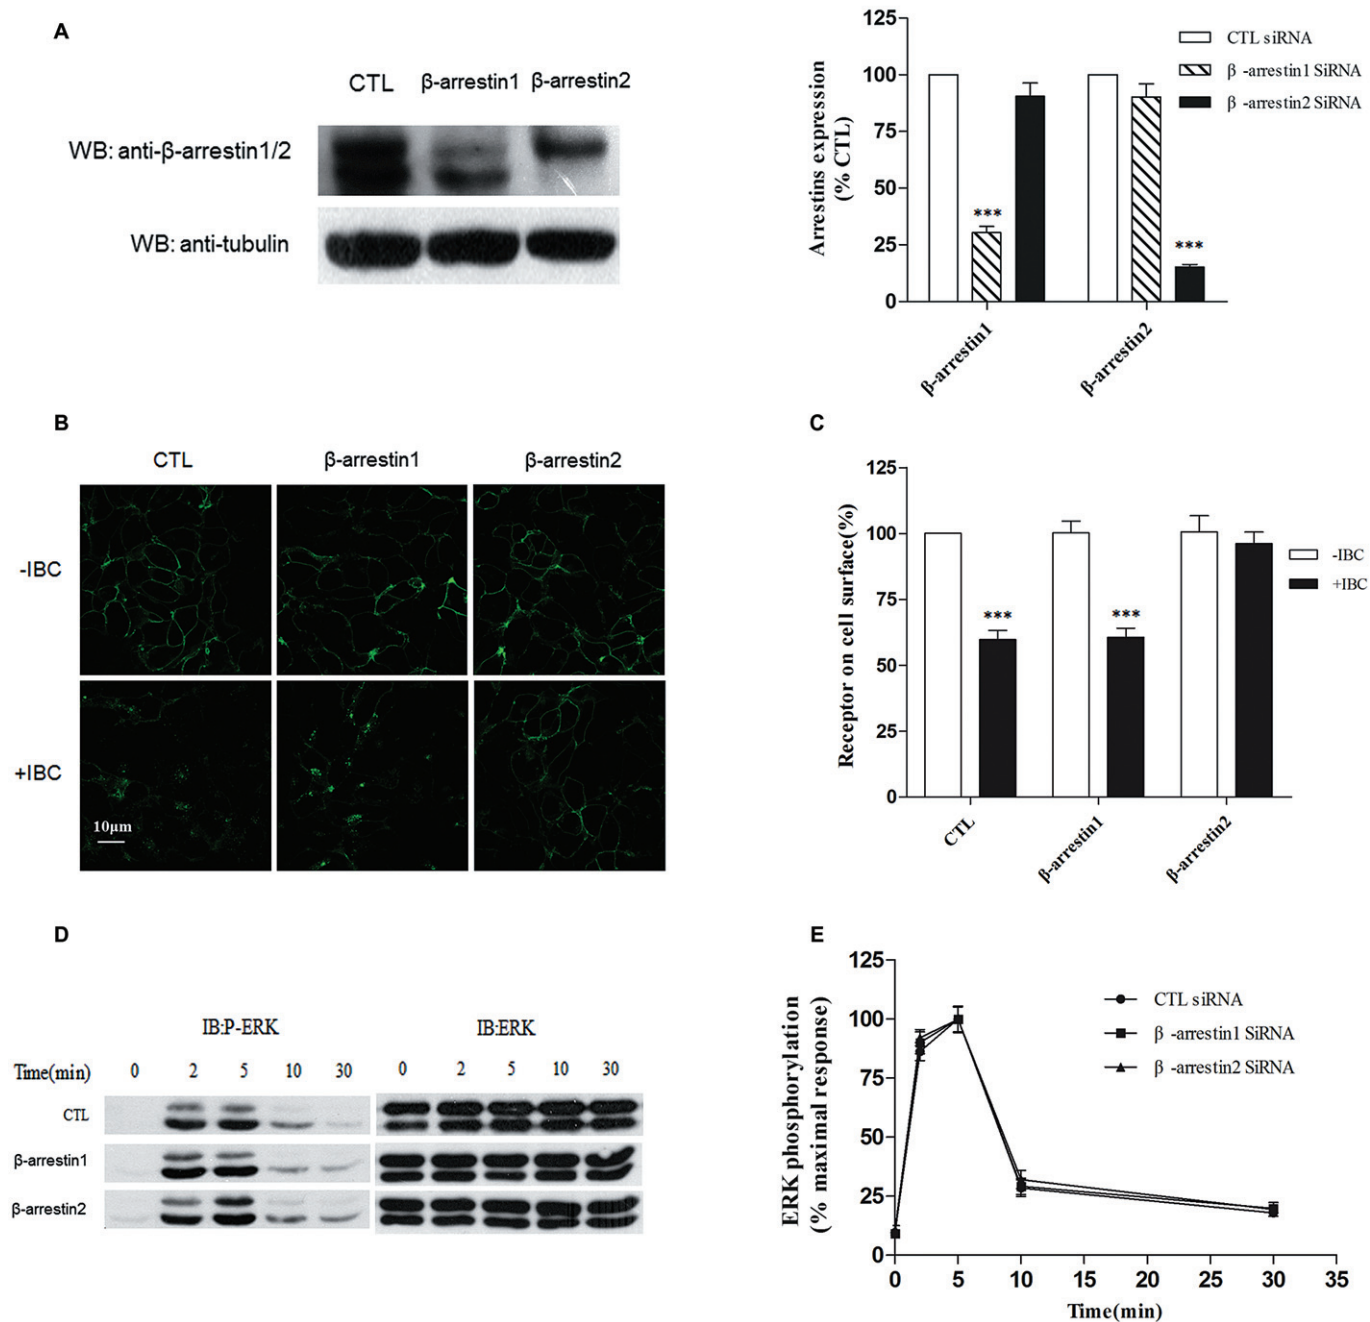 A
CTL β-arrestin1 β-arrestin2
WB: anti-β-arrestin1/2
WB: anti-tubulin
125
100
75
50
25
0
Arrestins expression
(% CTL)
***
***
CTL siRNA
β -arrestin1 SiRNA
β -arrestin2 SiRNA
β-arrestin1
β-arrestin2
B
CTL β-arrestin1 β-arrestin2
-IBC
+IBC
10μm
C
125
100
75
50
25
0
Receptor on cell surface(%)
***
***
-IBC
+IBC
CTL
β-arrestin1
β-arrestin2
D
IB:P-ERK IB:ERK
Time(min) 0 2 5 10 30 0 2 5 10 30
CTL
β-arrestin1
β-arrestin2
E
125
100
75
50
25
0
ERK phosphorylation
(% maximal response)
CTL siRNA
β -arrestin1 SiRNA
β -arrestin2 SiRNA
0 5 10 15 20 25 30 35
Time(min)